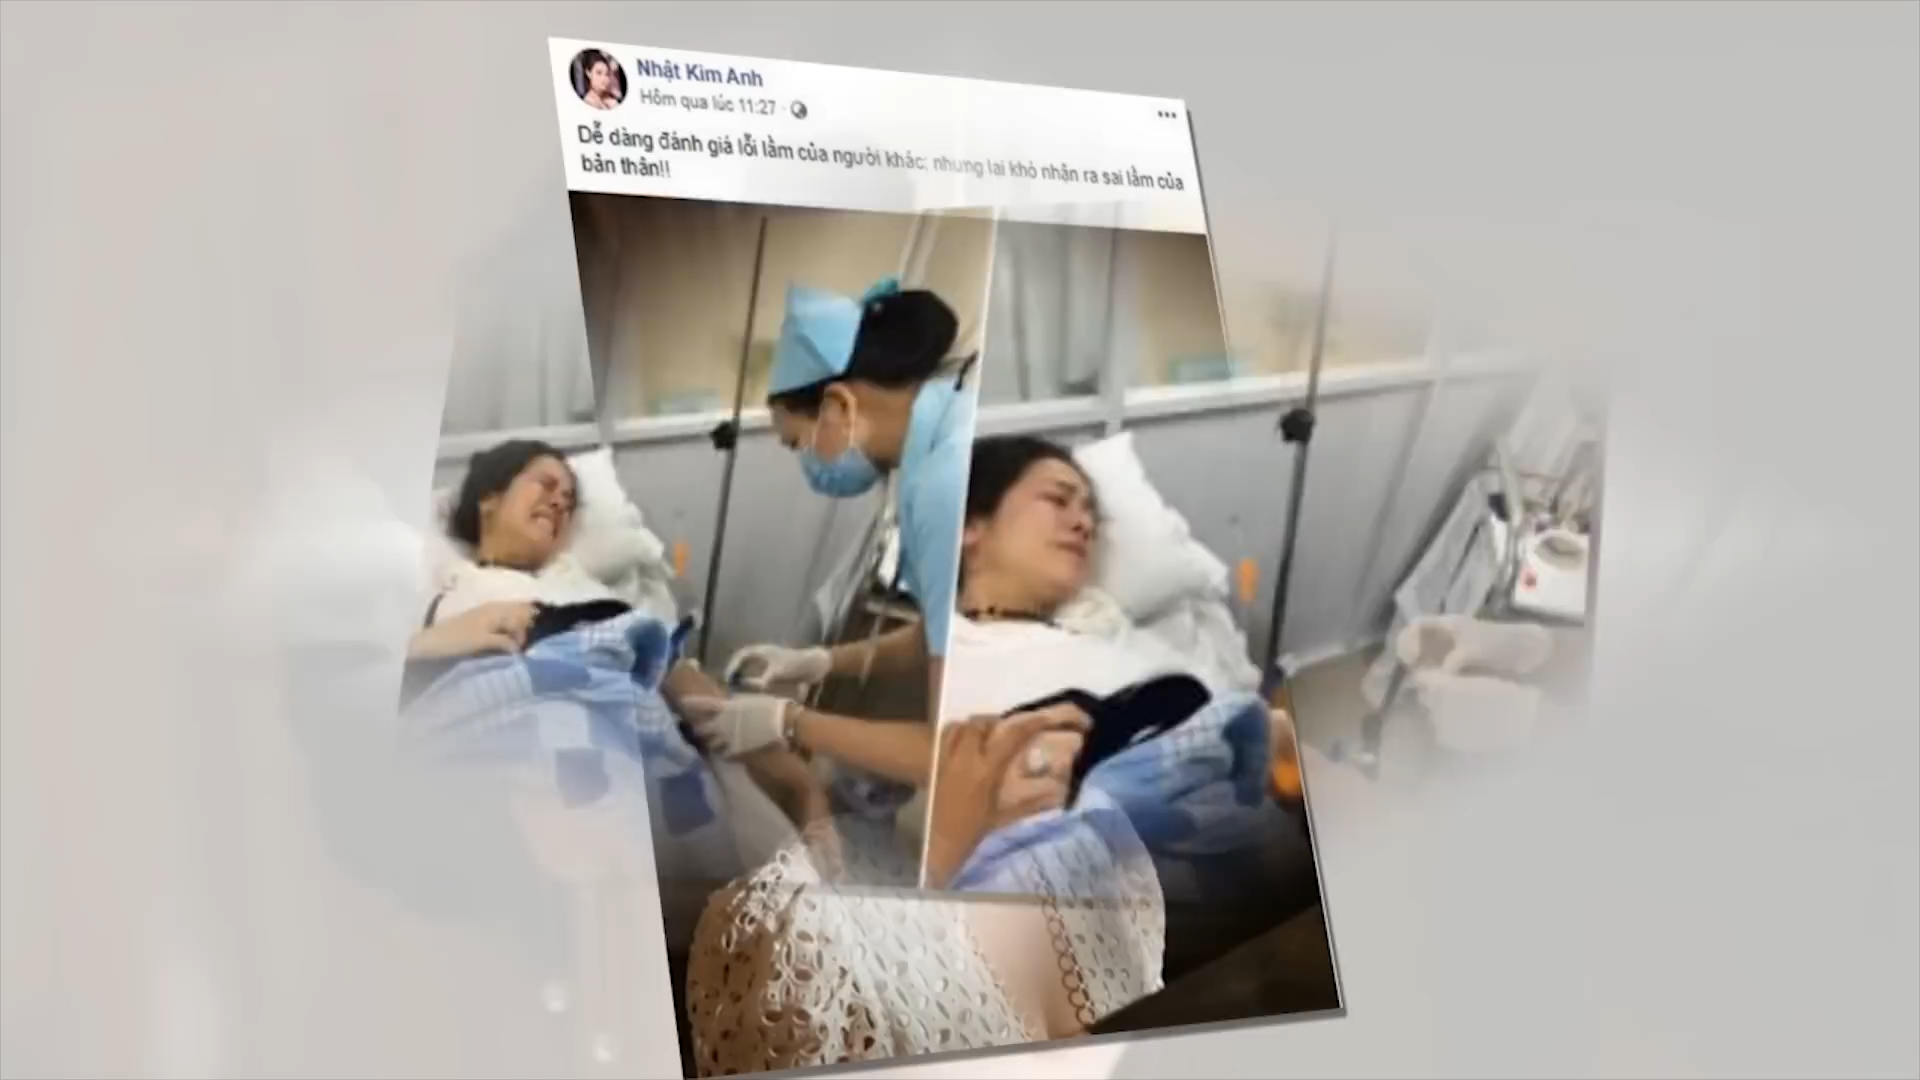 Nhật Kim Anh
Hôm qua lúc 11:27
Dễ dàng đánh giá lỗi lầm của người khác; nhưng lại khó nhận ra sai lầm của
bản thân!!